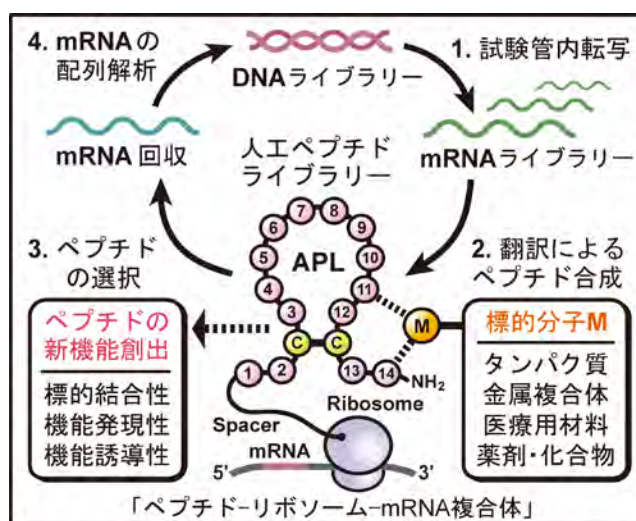 4. mRNAの
配列解析
DNAライブラリー
1. 試験管内転写
mRNA回収
mRNAライブラリー
人工ペプチド
ライブラリー
3. ペプチド
の選択
2. 翻訳による
ペプチド合成
APL
1
2
3
4
5
6
7
8
9
10
11
12
C
C
13
14
NH2
M
ペプチドの
新機能創出
標的結合性
機能発現性
機能誘導性
標的分子M
タンパク質
金属複合体
医療用材料
薬剤・化合物
Ribosome
Spacer
mRNA
5'
3'
「ペプチド-リボソーム-mRNA複合体」